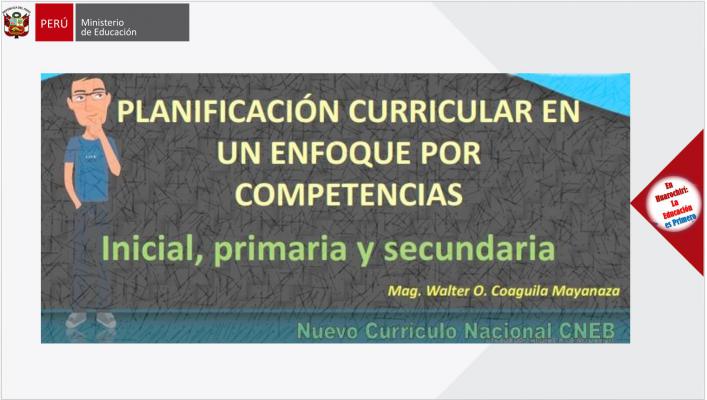 PERÚ
Ministerio
de Educación
PLANIFICACIÓN CURRICULAR EN
UN ENFOQUE POR
COMPETENCIAS
Inicial, primaria y secundaria
Mag. Walter O. Coaguila Mayanaza
Nuevo Curriculo Nacional CNEB
En
Huarochirí:
La
Educación
es Primero